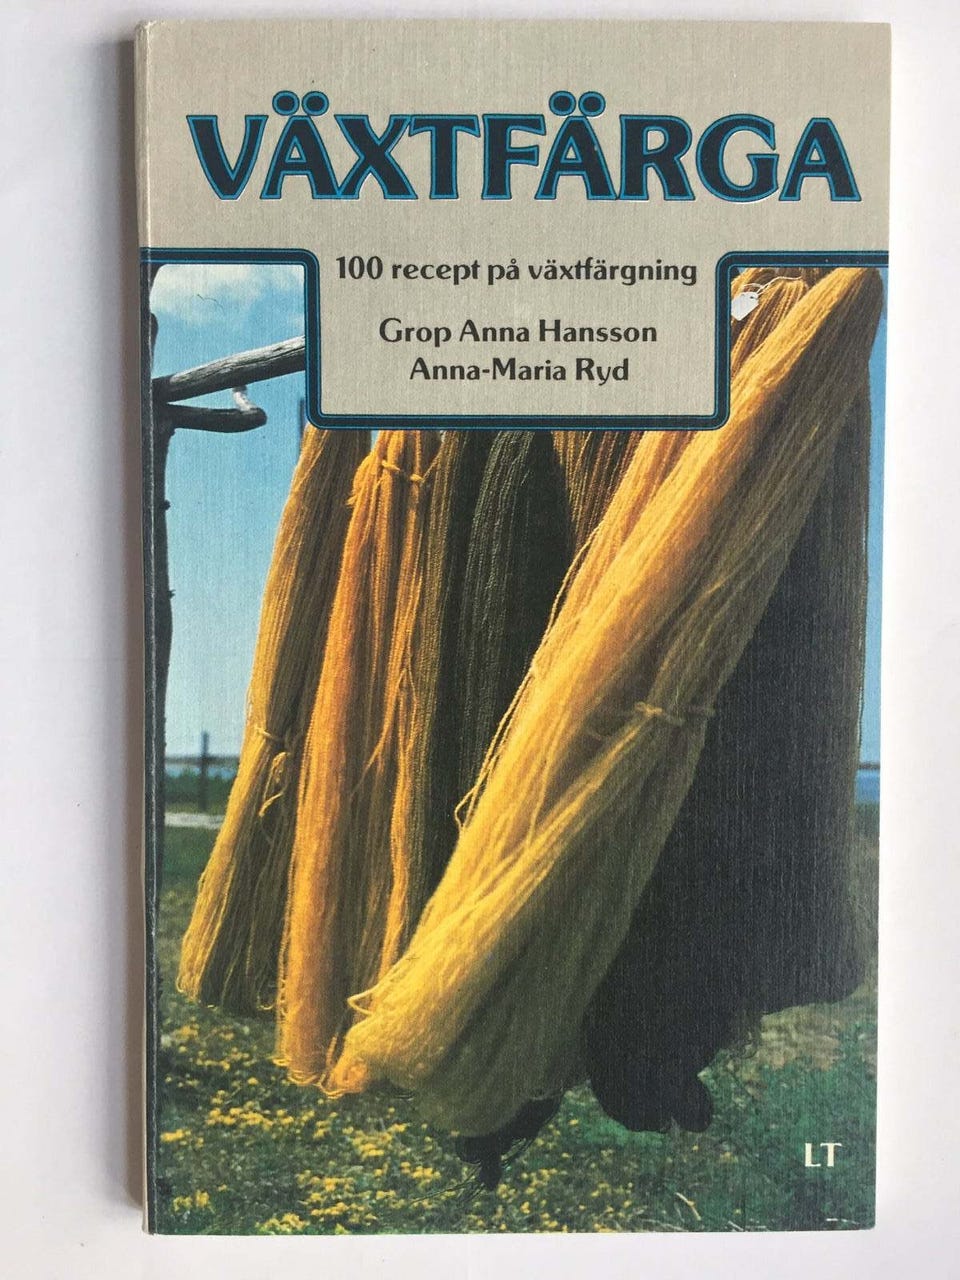 VÄXTFÄRGA
100 recept på växtfärgning
Grop Anna Hansson
Anna-Maria Ryd
LT